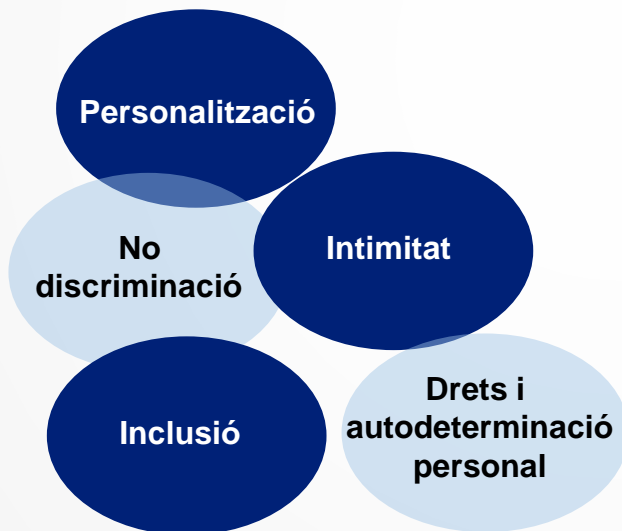 Personalització
No
discriminació
Intimitat
Inclusió
Drets i
autodeterminació
personal